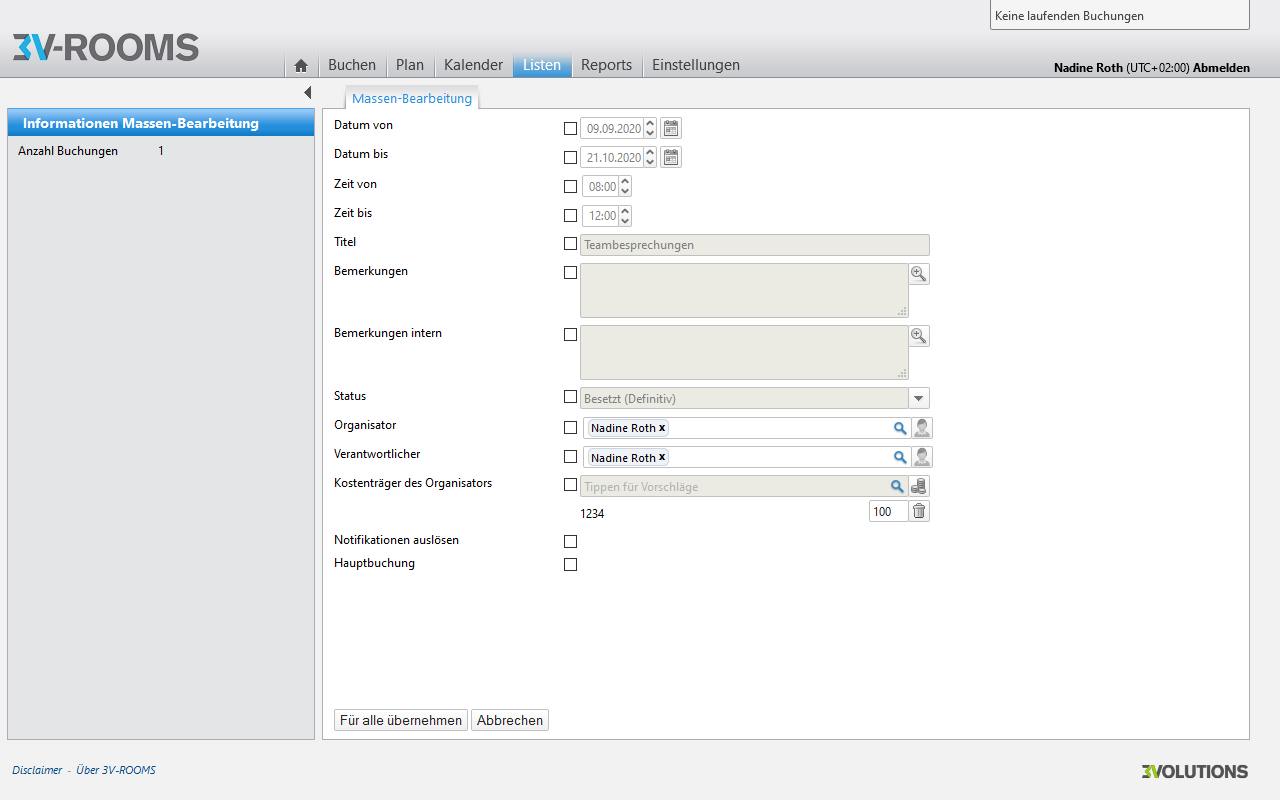 Keine laufenden Buchungen
3V-ROOMS
Buchen Plan Kalender Listen Reports Einstellungen
Nadine Roth (UTC+02:00) Abmelden
Massen-Bearbeitung
Informationen Massen-Bearbeitung
Anzahl Buchungen 1
Datum von 09.09.2020
Datum bis 21.10.2020
Zeit von 08:00
Zeit bis 12:00
Titel Teambesprechungen
Bemerkungen
Bemerkungen intern
Status Besetzt (Definitiv)
Organisator Nadine Roth x
Verantwortlicher Nadine Roth x
Kostenträger des Organisators Tippen für Vorschläge
1234 100
Notifikationen auslösen
Hauptbuchung
Für alle übernehmen Abbrechen
Disclaimer - Über 3V-ROOMS
3VOLUTIONS